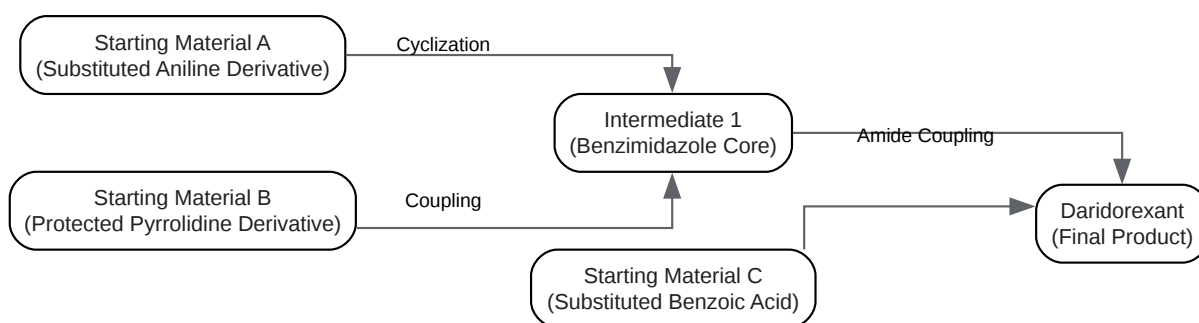 Starting Material A
(Substituted Aniline Derivative)
Cyclization
Intermediate 1
(Benzimidazole Core)
Amide Coupling
Starting Material B
(Protected Pyrrolidine Derivative)
Coupling
Daridorexant
(Final Product)
Starting Material C
(Substituted Benzoic Acid)